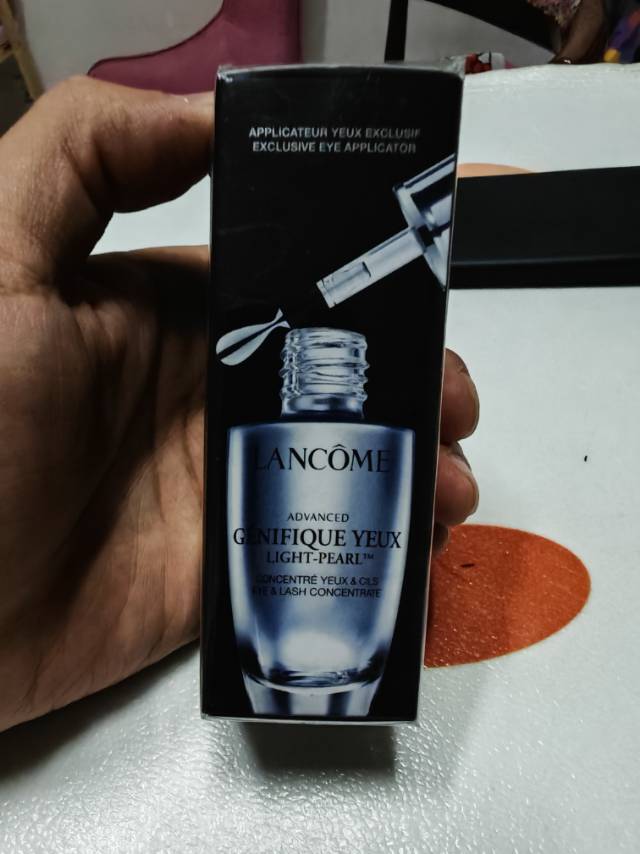 APPLICATEUR YEUX EXCLUSIF
EXCLUSIVE EYE APPLICATOR
LANCÔME
ADVANCED
GÉNIFIQUE YEUX
LIGHT-PEARL™
CONCENTRÉ YEUX & CILS
EYE & LASH CONCENTRATE